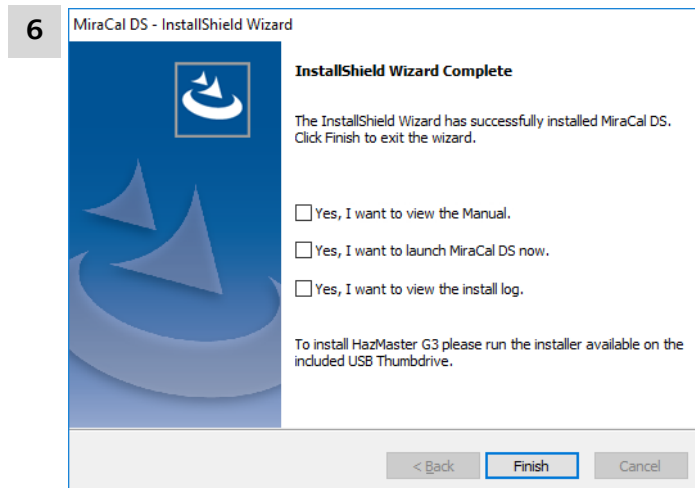 6
MiraCal DS - InstallShield Wizard
InstallShield Wizard Complete
The InstallShield Wizard has successfully installed MiraCal DS.
Click Finish to exit the wizard.
Yes, I want to view the Manual.
Yes, I want to launch MiraCal DS now.
Yes, I want to view the install log.
To install HazMaster G3 please run the installer available on the
included USB Thumbdrive.
< Back Finish Cancel